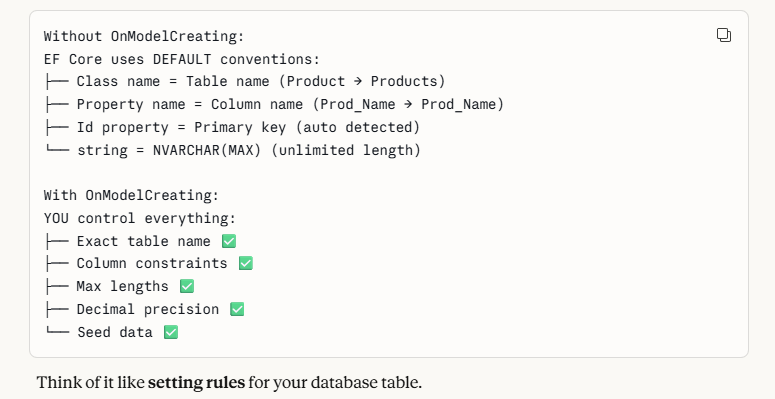 Without OnModelCreating:
EF Core uses DEFAULT conventions:
├── Class name = Table name (Product → Products)
├── Property name = Column name (Prod_Name → Prod_Name)
├── Id property = Primary key (auto detected)
└── string = NVARCHAR(MAX) (unlimited length)
With OnModelCreating:
YOU control everything:
├── Exact table name ✅
├── Column constraints ✅
├── Max lengths ✅
├── Decimal precision ✅
└── Seed data ✅
Think of it like setting rules for your database table.